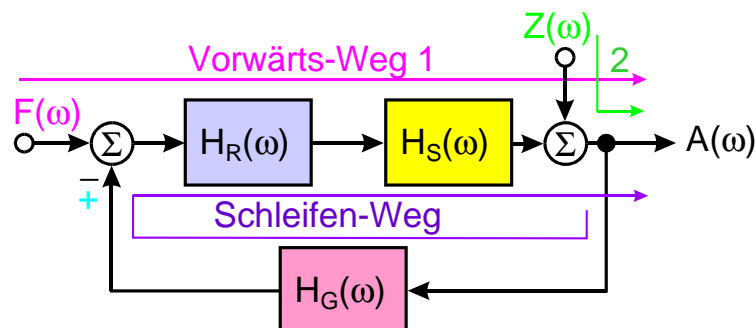 Z(ω)
Vorwärts-Weg 1
2
F(ω)
Σ
H_R(ω)
H_S(ω)
Σ
A(ω)
−
+
Schleifen-Weg
H_G(ω)